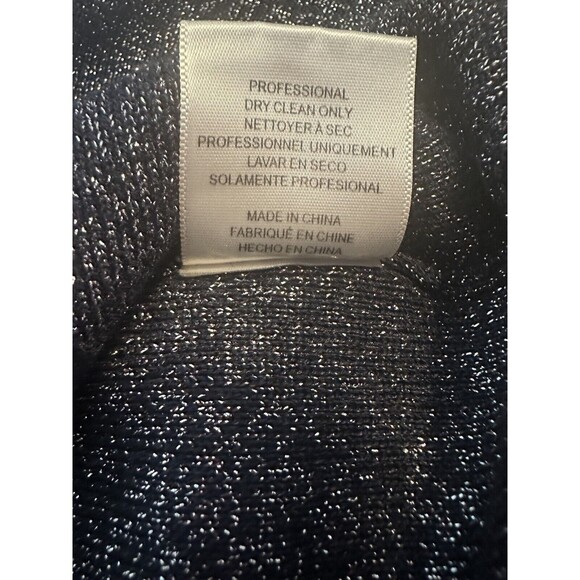 PROFESSIONAL
DRY CLEAN ONLY
NETTOYER À SEC
PROFESSIONNEL UNIQUEMENT
LAVAR EN SECO
SOLAMENTE PROFESIONAL
MADE IN CHINA
FABRIQUÉ EN CHINE
HECHO EN CHINA